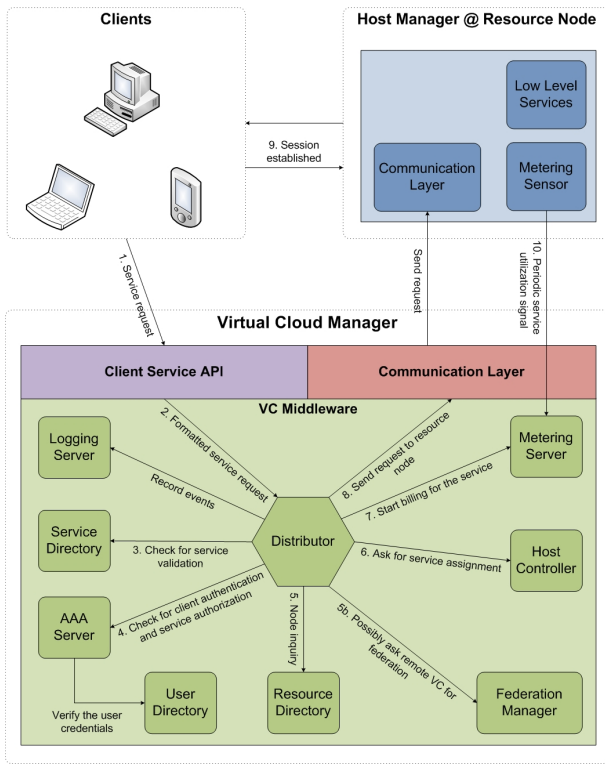 Clients
Host Manager @ Resource Node
Low Level
Services
9. Session
established
Communication
Layer
Metering
Sensor
1. Service request
Send request
10. Periodic service
utilization signal
Virtual Cloud Manager
Client Service API
Communication Layer
VC Middleware
Logging
Server
2. Formatted service request
8. Send request to resource
node
Metering
Server
Record events
7. Start billing for the service
Service
Directory
3. Check for service
validation
Distributor
6. Ask for service assignment
Host
Controller
AAA
Server
4. Check for client authentication
and service authorization
5. Node
inquiry
5b. Possibly ask remote VC for
federation
Verify the user
credentials
User
Directory
Resource
Directory
Federation
Manager